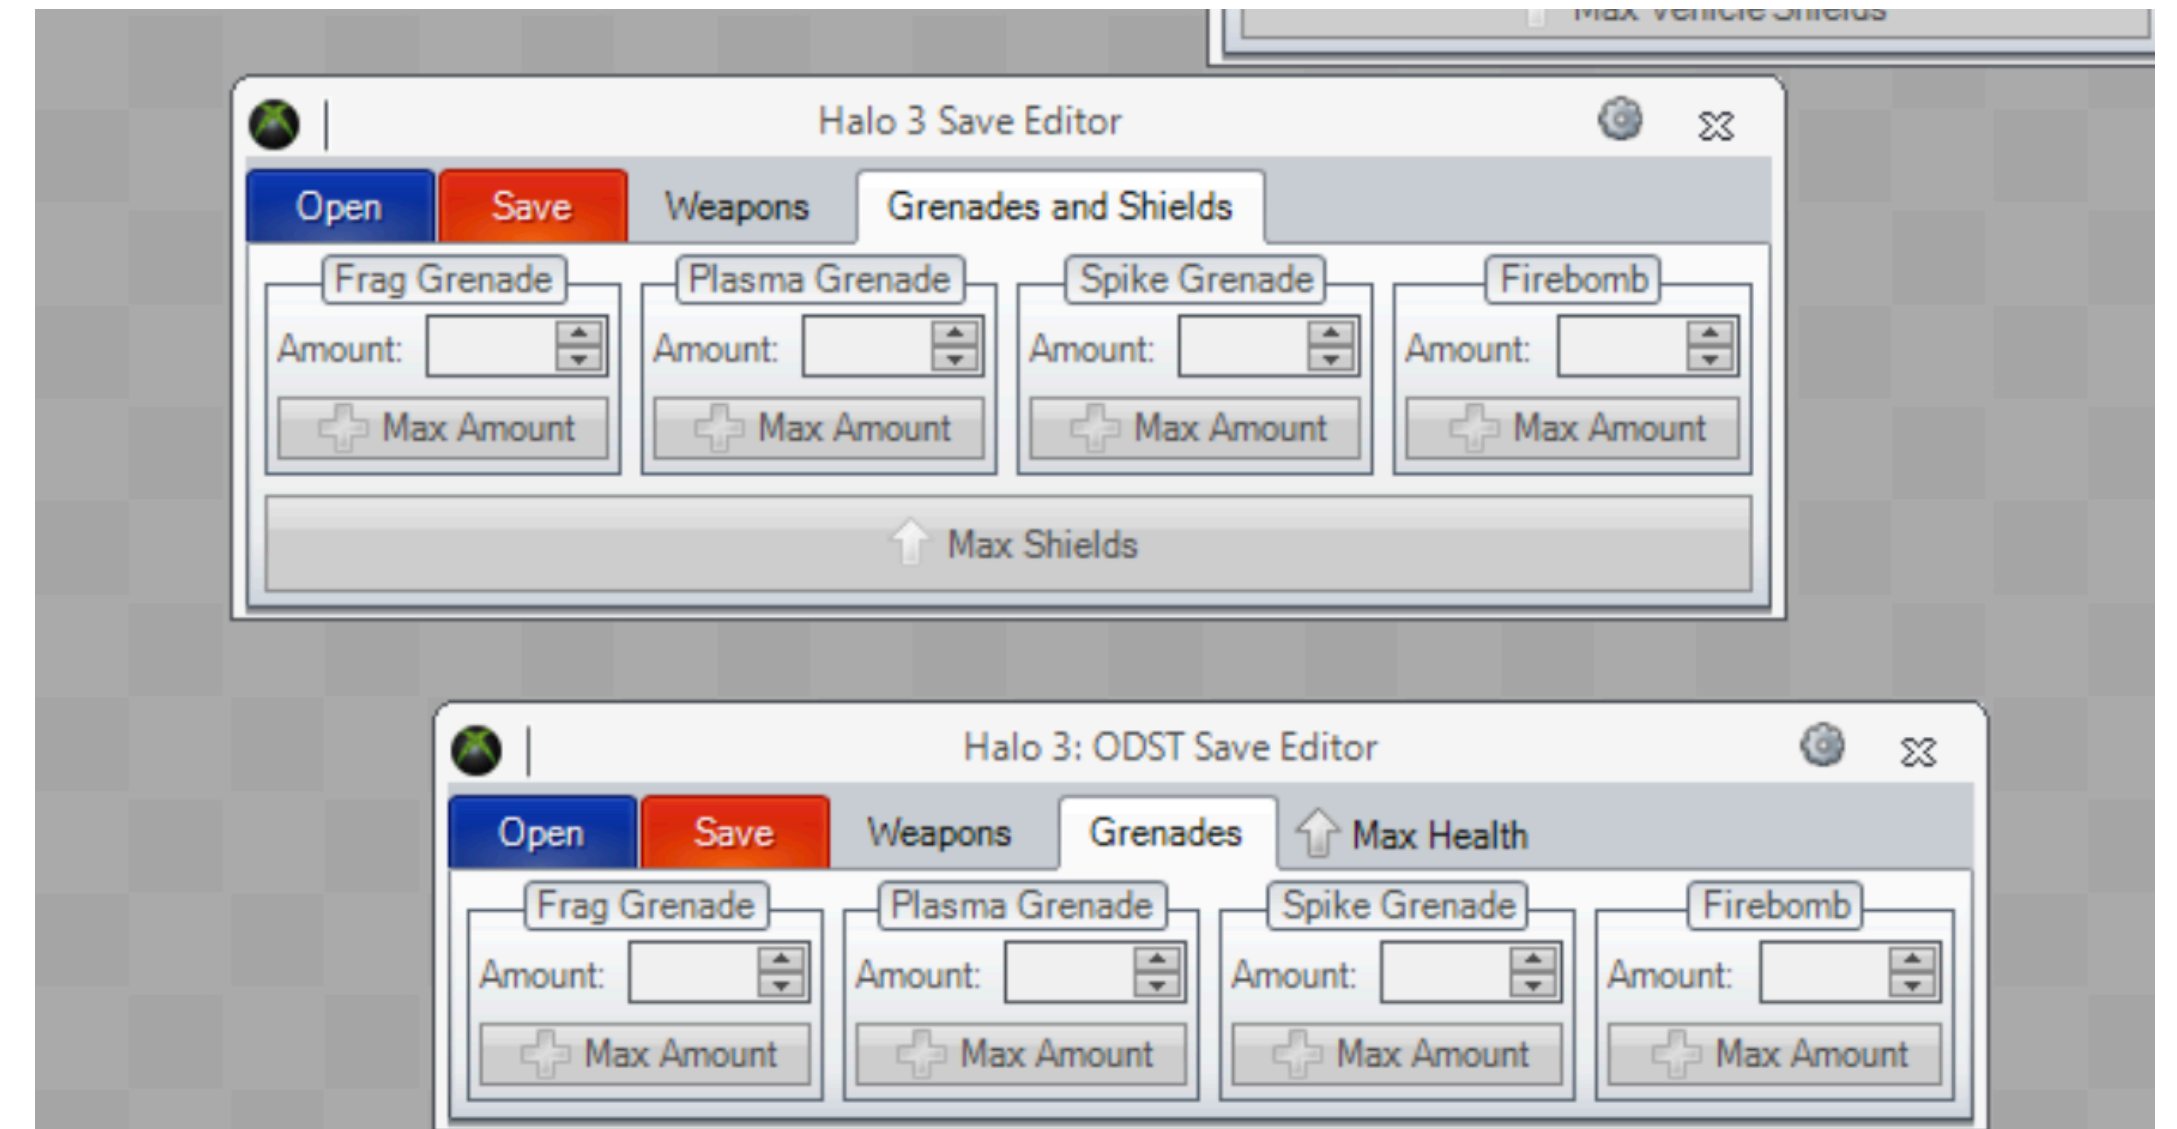 Max Vehicle Shields
Halo 3 Save Editor
Open Save Weapons Grenades and Shields
Frag Grenade Plasma Grenade Spike Grenade Firebomb
Amount: Amount: Amount: Amount:
Max Amount Max Amount Max Amount Max Amount
Max Shields
Halo 3: ODST Save Editor
Open Save Weapons Grenades Max Health
Frag Grenade Plasma Grenade Spike Grenade Firebomb
Amount: Amount: Amount: Amount:
Max Amount Max Amount Max Amount Max Amount